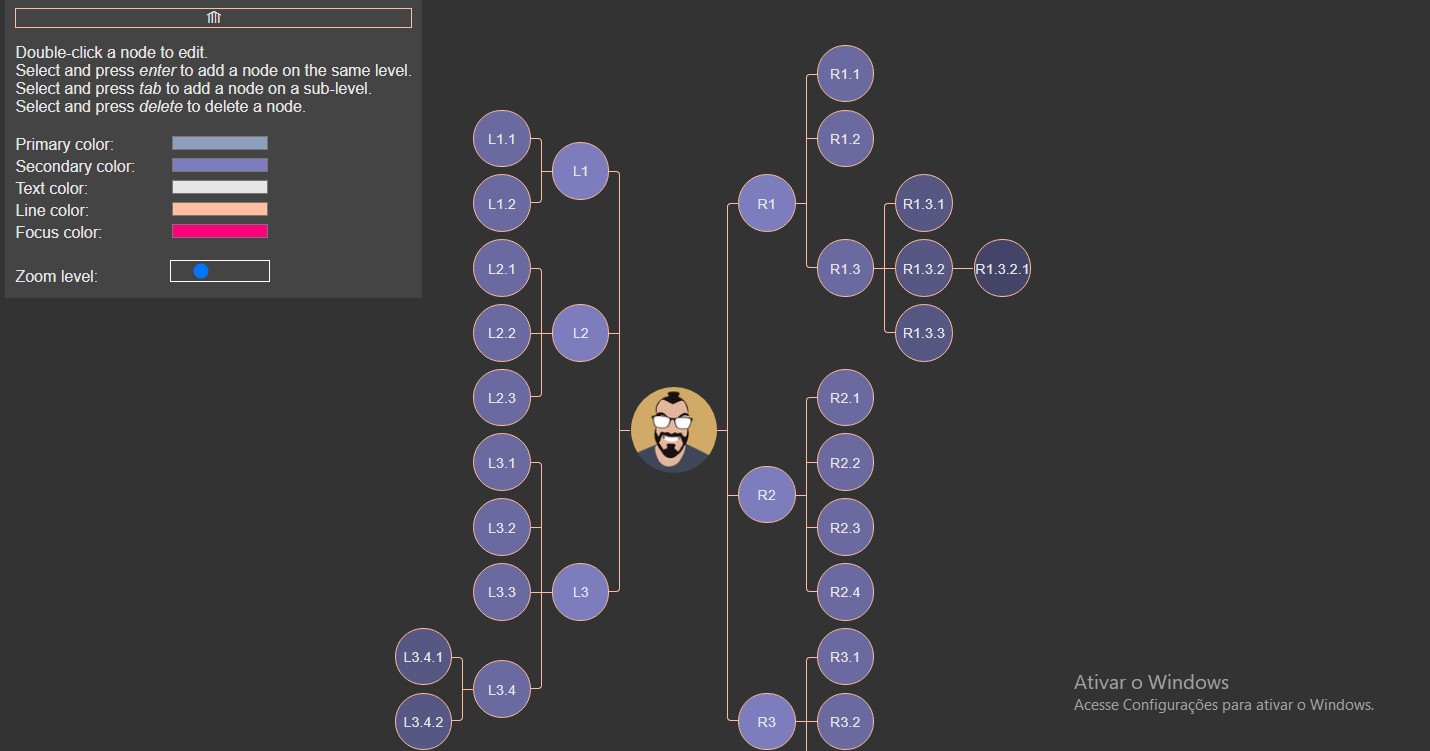 Double-click a node to edit.
Select and press enter to add a node on the same level.
Select and press tab to add a node on a sub-level.
Select and press delete to delete a node.
Primary color:
Secondary color:
Text color:
Line color:
Focus color:
Zoom level:
L1.1
L1.2
L1
L2.1
L2.2
L2.3
L2
L3.1
L3.2
L3.3
L3
L3.4
L3.4.1
L3.4.2
R1
R1.1
R1.2
R1.3
R1.3.1
R1.3.2
R1.3.3
R1.3.2.1
R2
R2.1
R2.2
R2.3
R2.4
R3
R3.1
R3.2
Ativar o Windows
Acesse Configurações para ativar o Windows.